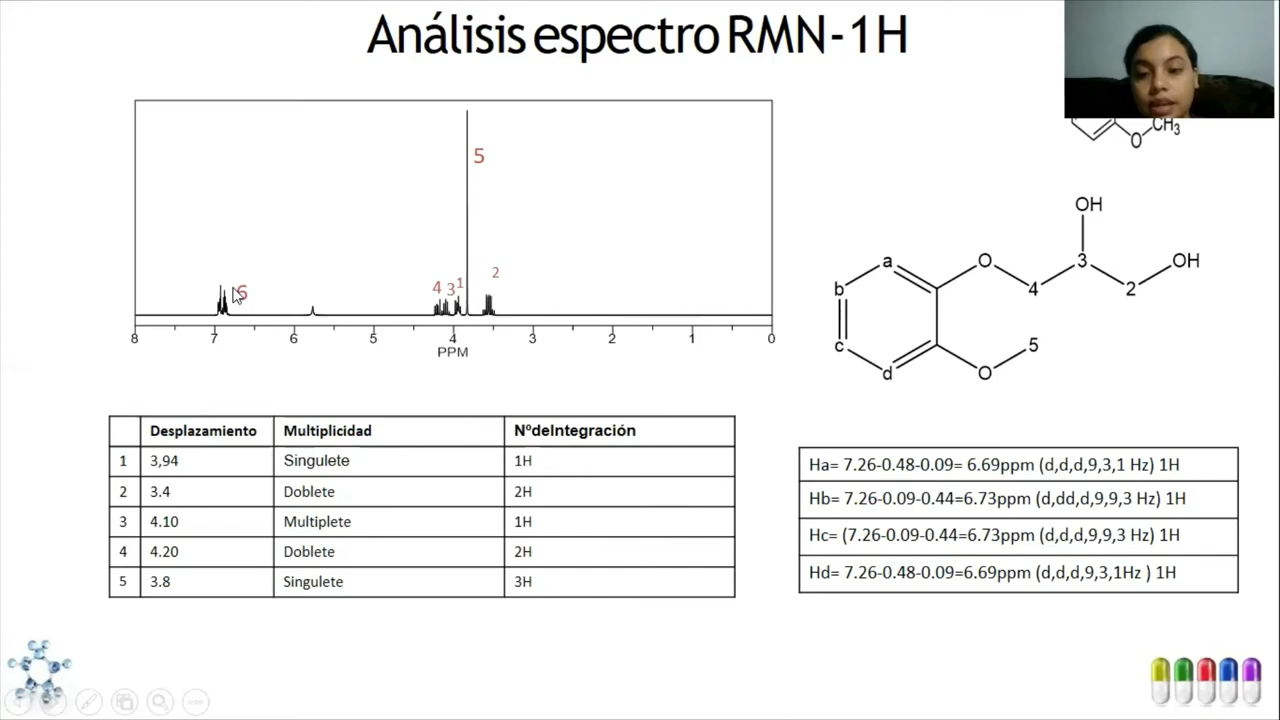 Análisis espectro RMN-1H
CH₃
O
5
6
4
3
1
2
8 7 6 5 4 3 2 1 0
PPM
OH
a O 3 OH
b 4 2
c 5
d O
Desplazamiento Multiplicidad NºdeIntegración
1 3,94 Singulete 1H
2 3.4 Doblete 2H
3 4.10 Multiplete 1H
4 4.20 Doblete 2H
5 3.8 Singulete 3H
Ha= 7.26-0.48-0.09= 6.69ppm (d,d,d,9,3,1 Hz) 1H
Hb= 7.26-0.09-0.44=6.73ppm (d,dd,d,9,9,3 Hz) 1H
Hc= (7.26-0.09-0.44=6.73ppm (d,d,d,9,9,3 Hz) 1H
Hd= 7.26-0.48-0.09=6.69ppm (d,d,d,9,3,1Hz ) 1H